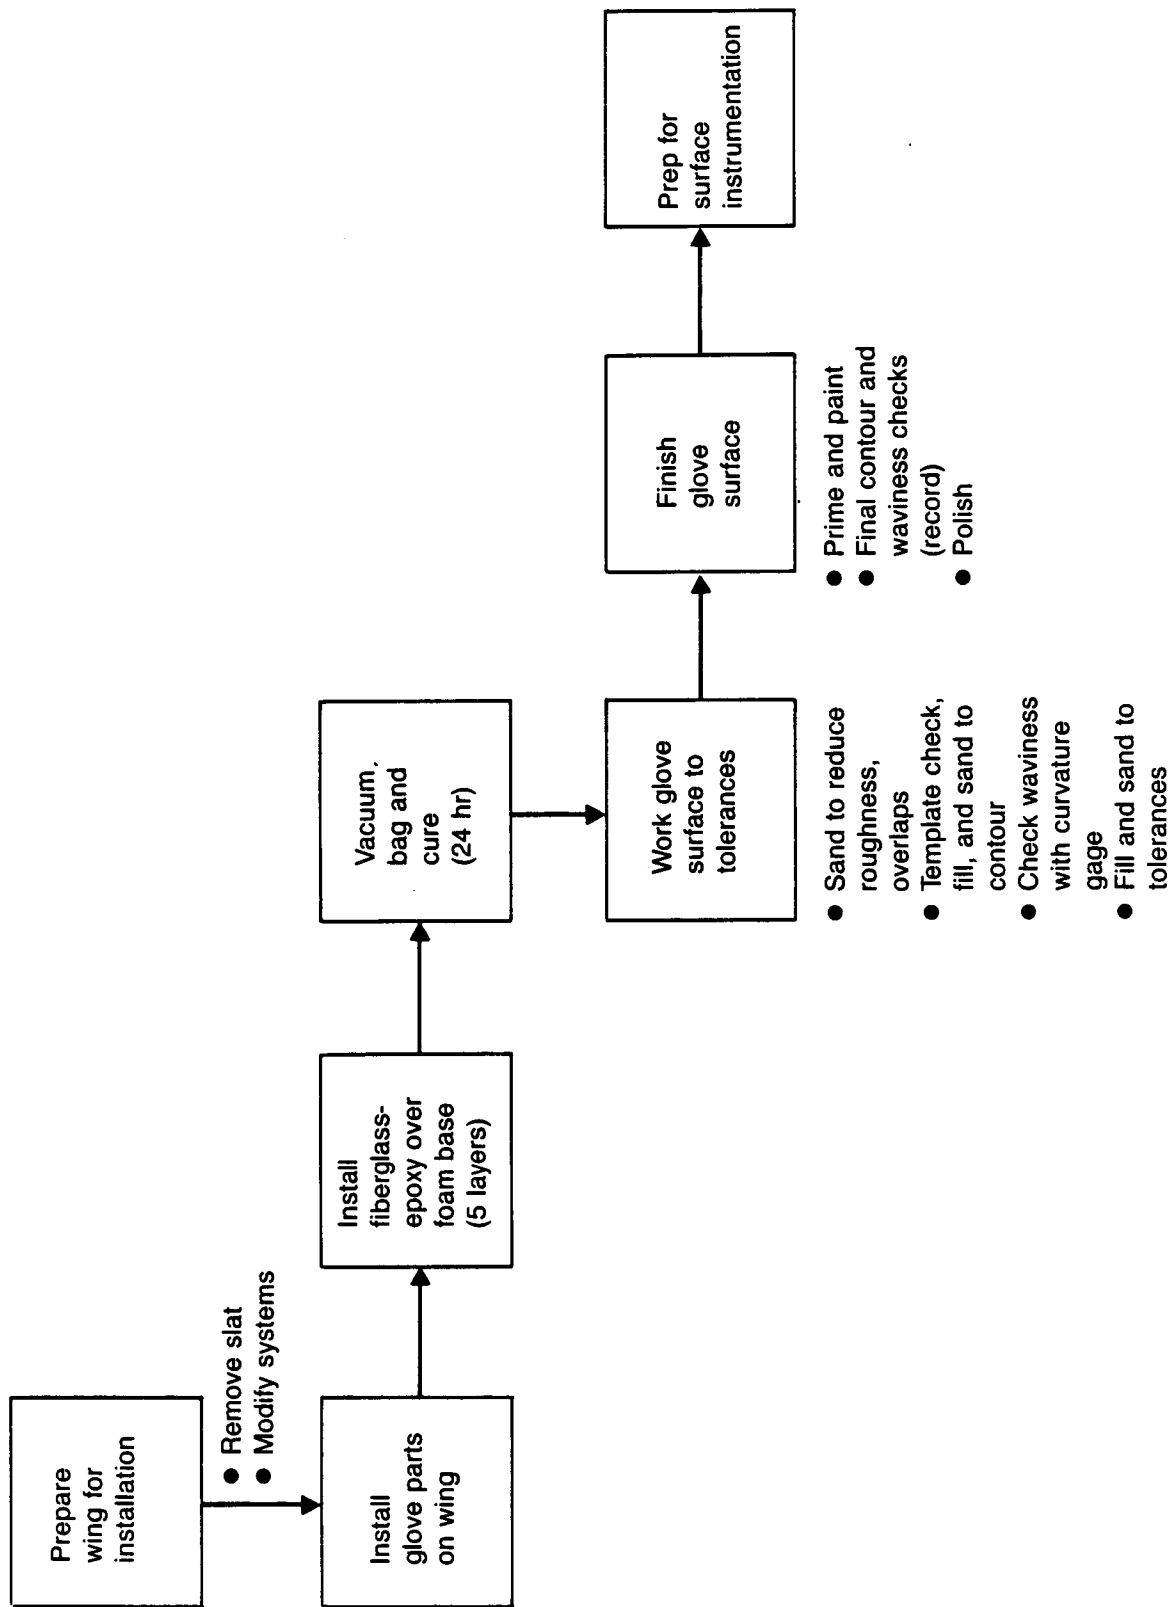 Prepare
wing for
installation
● Remove slat
● Modify systems
Install
glove parts
on wing
Install
fiberglass-
epoxy over
foam base
(5 layers)
Vacuum,
bag and
cure
(24 hr)
Work glove
surface to
tolerances
● Sand to reduce
roughness,
overlaps
● Template check,
fill, and sand to
contour
● Check waviness
with curvature
gage
● Fill and sand to
tolerances
Finish
glove
surface
● Prime and paint
● Final contour and
waviness checks
(record)
● Polish
Prep for
surface
instrumentation